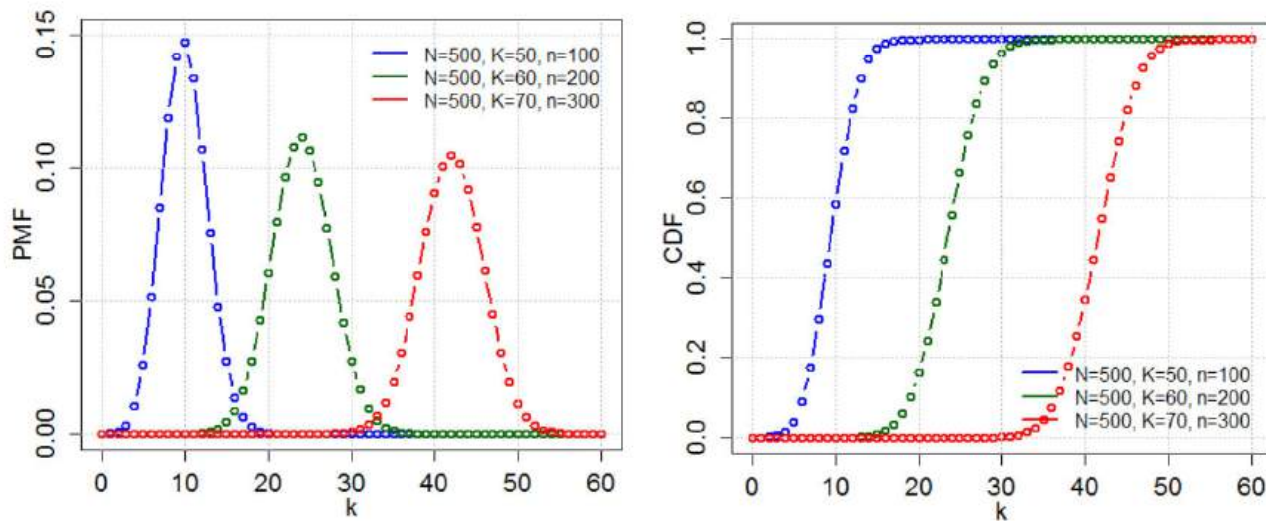 PMF
0.15
0.10
0.05
0.00
N=500, K=50, n=100
N=500, K=60, n=200
N=500, K=70, n=300
0 10 20 30 40 50 60
k
CDF
1.0
0.8
0.6
0.4
0.2
0.0
N=500, K=50, n=100
N=500, K=60, n=200
N=500, K=70, n=300
0 10 20 30 40 50 60
k